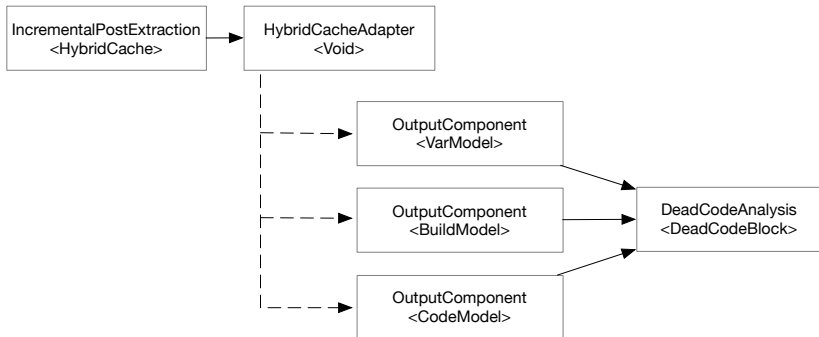 IncrementalPostExtraction
<HybridCache>
HybridCacheAdapter
<Void>
OutputComponent
<VarModel>
OutputComponent
<BuildModel>
OutputComponent
<CodeModel>
DeadCodeAnalysis
<DeadCodeBlock>